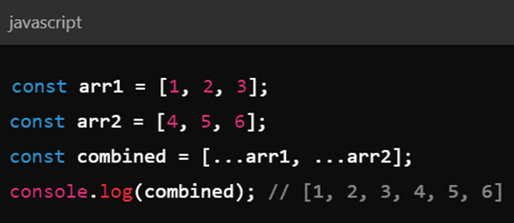 javascript
const arr1 = [1, 2, 3];
const arr2 = [4, 5, 6];
const combined = [...arr1, ...arr2];
console.log(combined); // [1, 2, 3, 4, 5, 6]